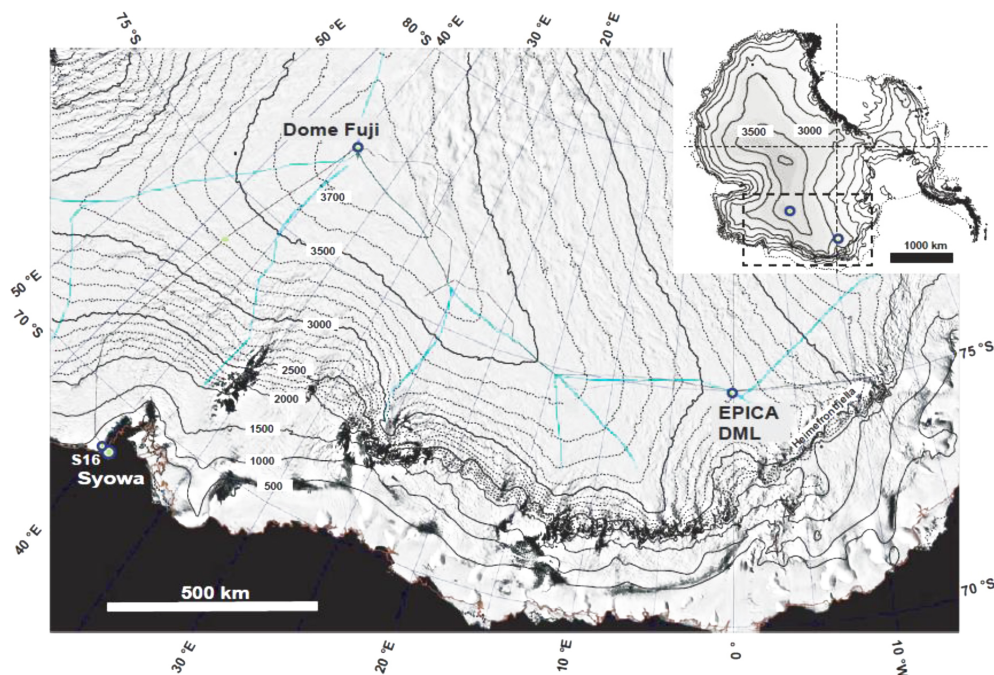 75 °S
50 °E
80 °S
40 °E
30 °E
20 °E
Dome Fuji
3700
3500
3000
2500
2000
1500
1000
500
3500
3000
1000 km
50 °E
70 °S
75 °S
EPICA
DML
Heimefrontfjella
S16
Syowa
40 °E
500 km
70 °S
30 °E
20 °E
10°E
0 °
10 °W